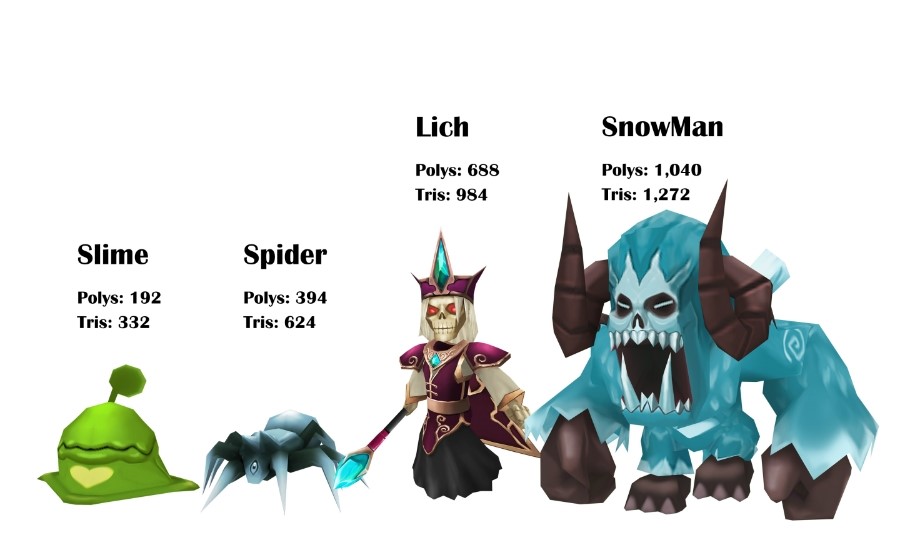 Lich
Polys: 688
Tris: 984
SnowMan
Polys: 1,040
Tris: 1,272
Slime
Polys: 192
Tris: 332
Spider
Polys: 394
Tris: 624